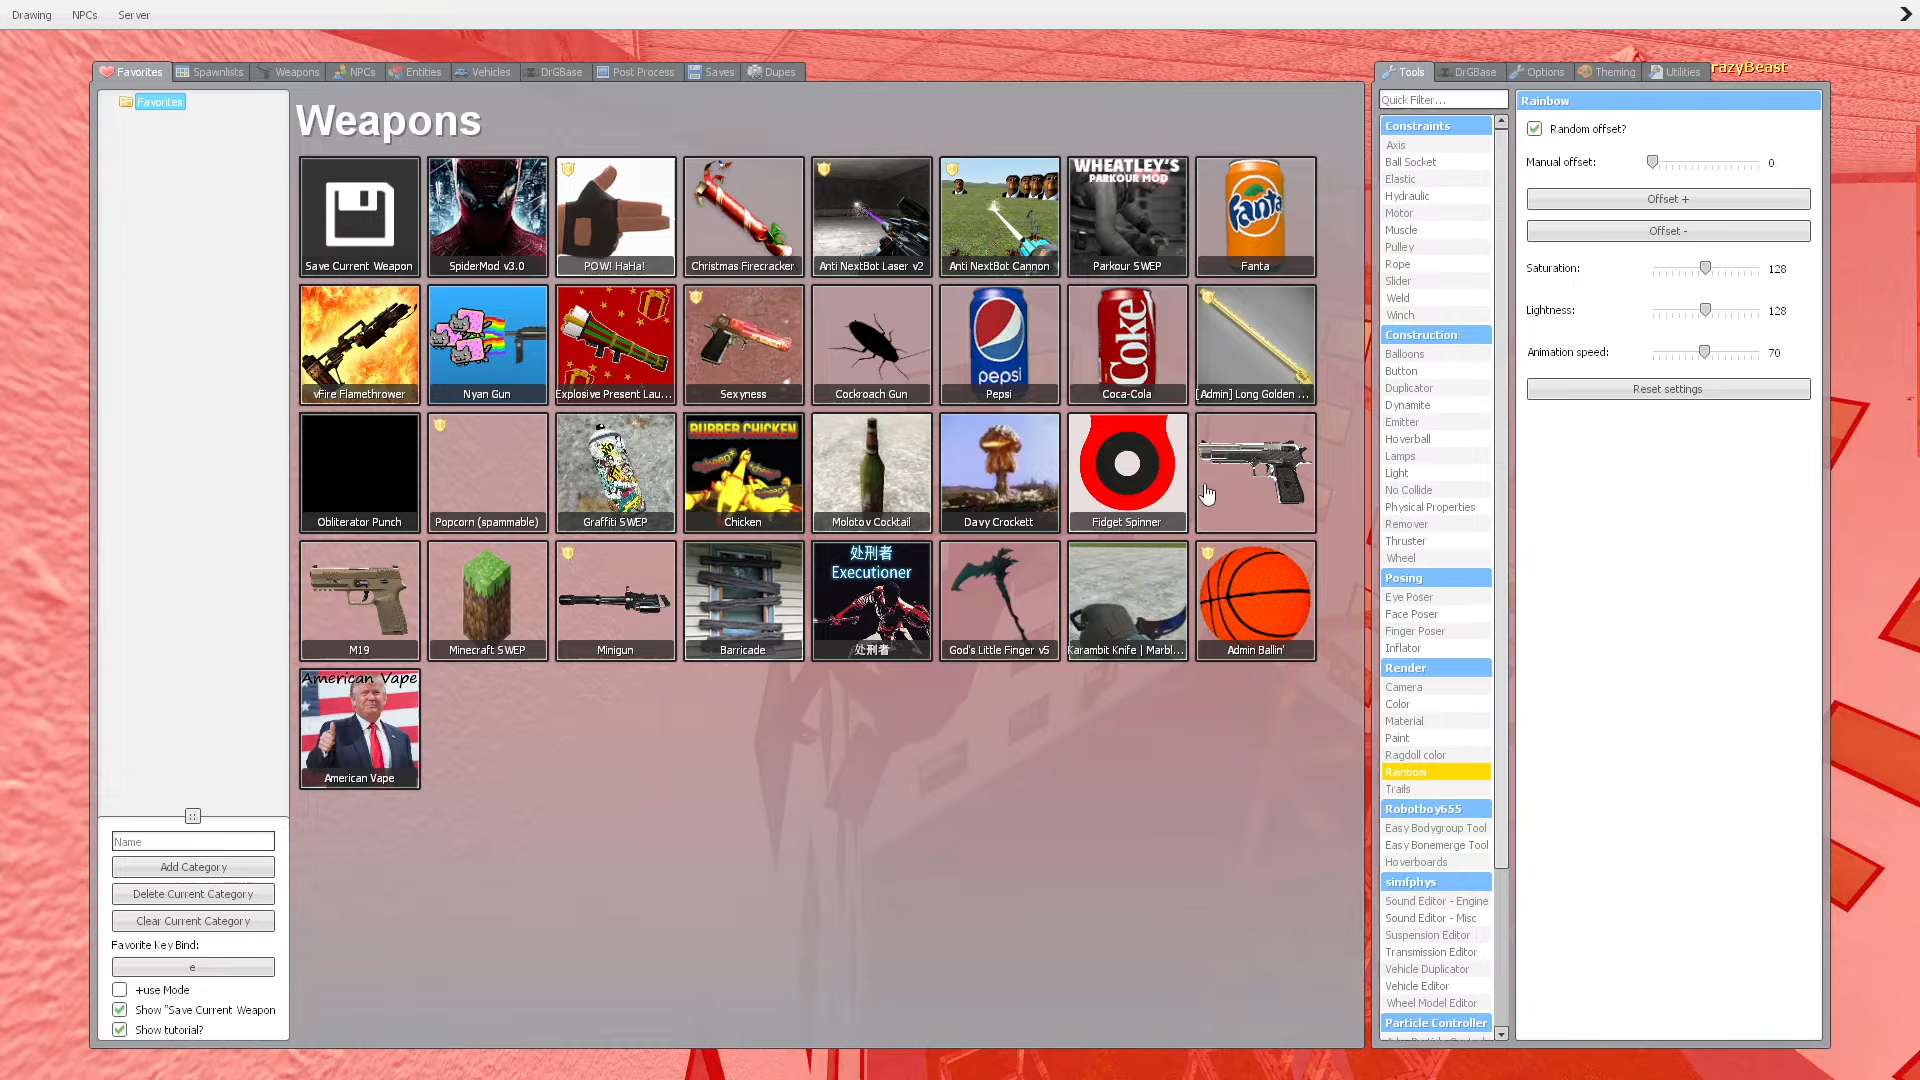 Drawing NPCs Server
Favorites Spawnlists Weapons NPCs Entities Vehicles DrGBase Post Process Saves Dupes
Favorites
Name
Add Category
Delete Current Category
Clear Current Category
Favorite Key Bind:
e
+use Mode
Show "Save Current Weapon
Show tutorial?
Weapons
Save Current Weapon
SpiderMod v3.0
POW! HaHa!
Christmas Firecracker
Anti NextBot Laser v2
Anti NextBot Cannon
WHEATLEY'S
PARKOUR MOD
Parkour SWEP
Fanta
Fanta
vFire Flamethrower
Nyan Gun
Explosive Present Lau...
Sexyness
Cockroach Gun
pepsi
Pepsi
Coke
Coca-Cola
[Admin] Long Golden ...
Obliterator Punch
Popcorn (spammable)
Graffiti SWEP
RUBBER CHICKEN
Chicken
Molotov Cocktail
Davy Crockett
Fidget Spinner
M19
Minecraft SWEP
Minigun
Barricade
处刑者
Executioner
处刑者
God's Little Finger v5
Karambit Knife | Marbl...
Admin Ballin'
American Vape
American Vape
razyBeast
Tools DrGBase Options Theming Utilities
Quick Filter...
Constraints
Axis
Ball Socket
Elastic
Hydraulic
Motor
Muscle
Pulley
Rope
Slider
Weld
Winch
Construction
Balloons
Button
Duplicator
Dynamite
Emitter
Hoverball
Lamps
Light
No Collide
Physical Properties
Remover
Thruster
Wheel
Posing
Eye Poser
Face Poser
Finger Poser
Inflator
Render
Camera
Color
Material
Paint
Ragdoll color
Rainbow
Trails
Robotboy655
Easy Bodygroup Tool
Easy Bonemerge Tool
Hoverboards
simfphys
Sound Editor - Engine
Sound Editor - Misc
Suspension Editor
Transmission Editor
Vehicle Duplicator
Vehicle Editor
Wheel Model Editor
Particle Controller
Rainbow
Random offset?
Manual offset: 0
Offset +
Offset -
Saturation: 128
Lightness: 128
Animation speed: 70
Reset settings